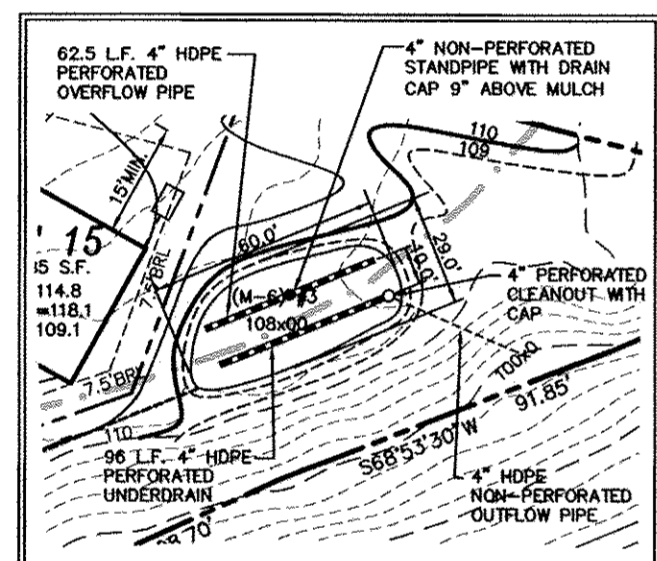 62.5 L.F. 4" HDPE
PERFORATED
OVERFLOW PIPE
4" NON-PERFORATED
STANDPIPE WITH DRAIN
CAP 9" ABOVE MULCH
110
109
15'MIN.
15
S.F.
114.8
=118.1
109.1
7.5'BRL
60.0'
29.0'
(M-6) #3
108x00
4" PERFORATED
CLEANOUT WITH
CAP
100x0
7.5'BRL
110
91.85'
S68°53'30"W
96 L.F. 4" HDPE
PERFORATED
UNDERDRAIN
4" HDPE
NON-PERFORATED
OUTFLOW PIPE